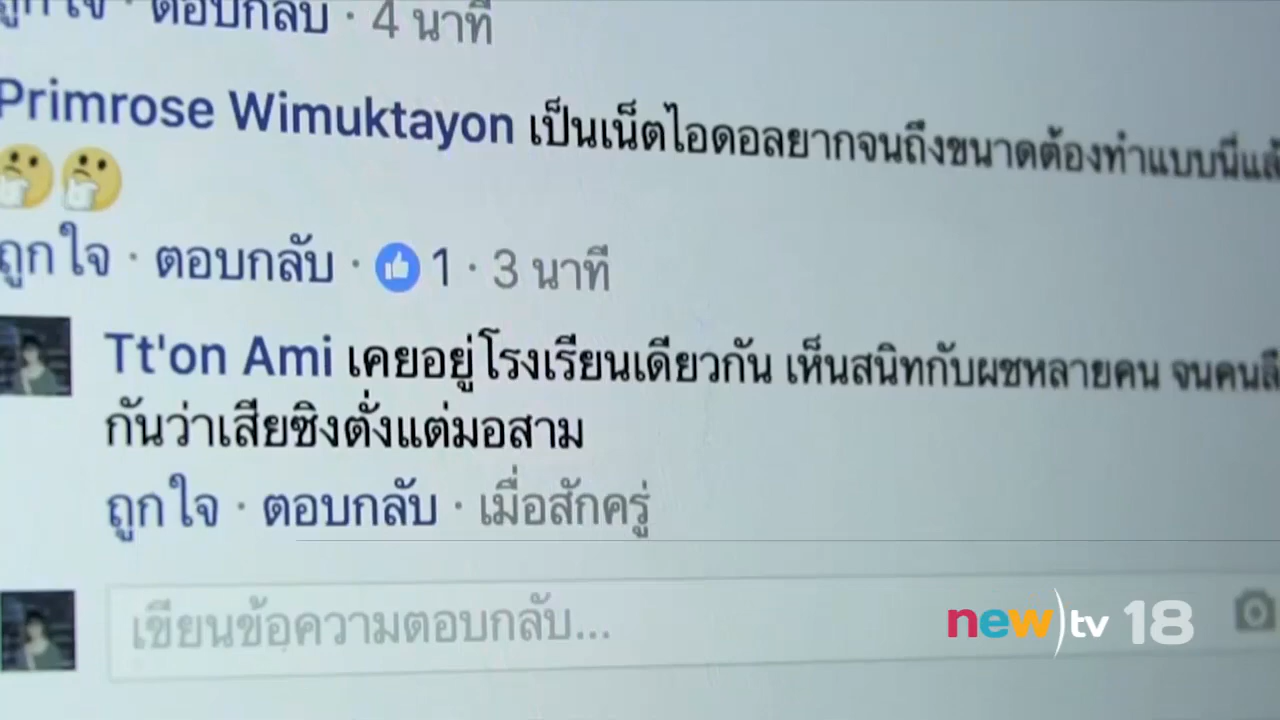 ถูกใจ · ตอบกลับ · 4 นาที
Primrose Wimuktayon เป็นเน็ตไอดอลยากจนถึงขนาดต้องทำแบบนี้
ถูกใจ · ตอบกลับ · 1 · 3 นาที
Tt'on Ami เคยอยู่โรงเรียนเดียวกัน เห็นสนิทกับผชหลายคน จนคน
กันว่าเสียซิงตั้งแต่มอสาม
ถูกใจ · ตอบกลับ · เมื่อสักครู่
เขียนข้อความตอบกลับ...
new)tv 18